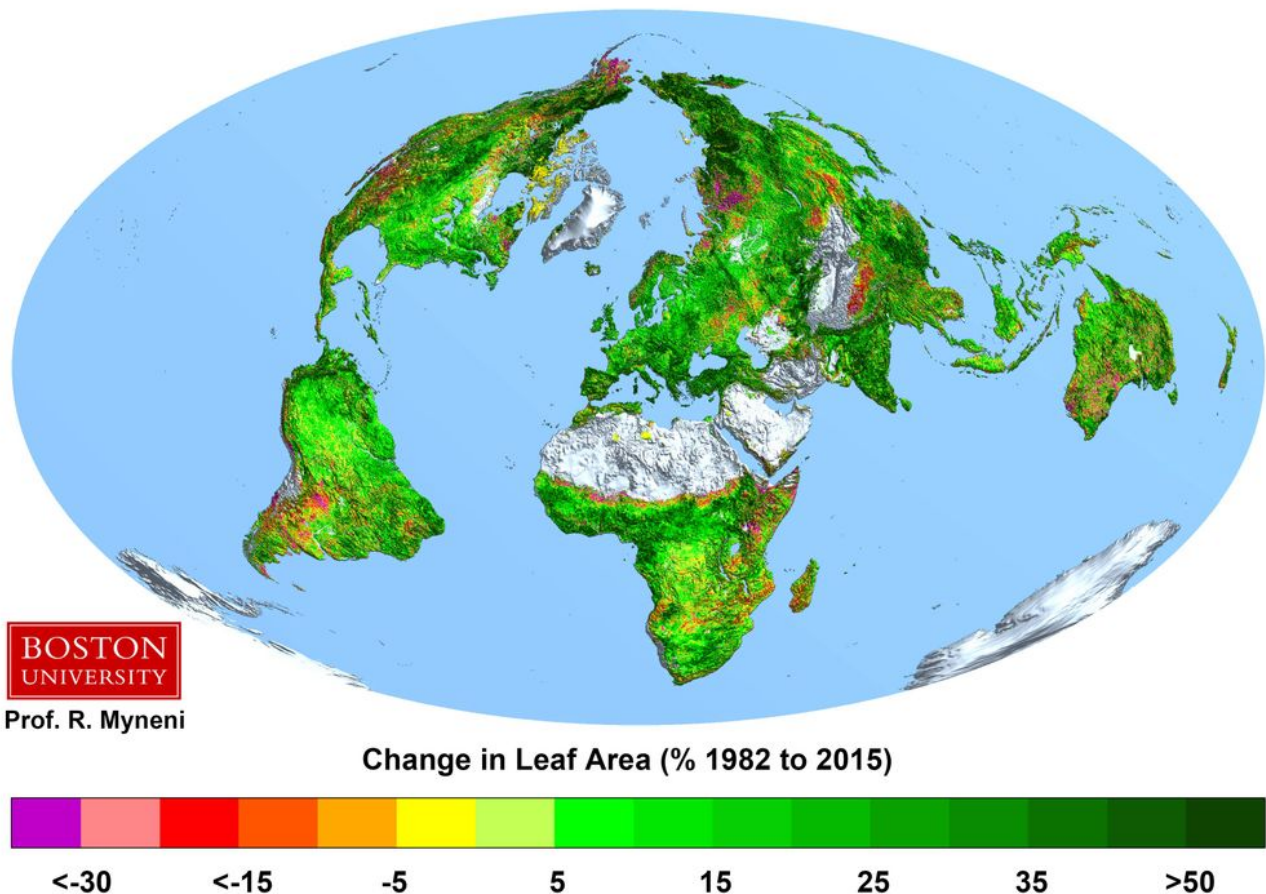 BOSTON
UNIVERSITY
Prof. R. Myneni
Change in Leaf Area (% 1982 to 2015)
<-30 <-15 -5 5 15 25 35 >50